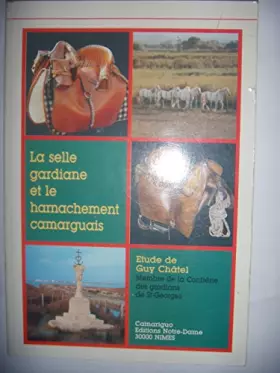 La selle
gardiane
et le
harnachement
camarguais
Etude de
Guy Châtel
Membre de la Confrérie
des gardians
de St-Georges
Camariguo
Editions Notre-Dame
30000 NIMES